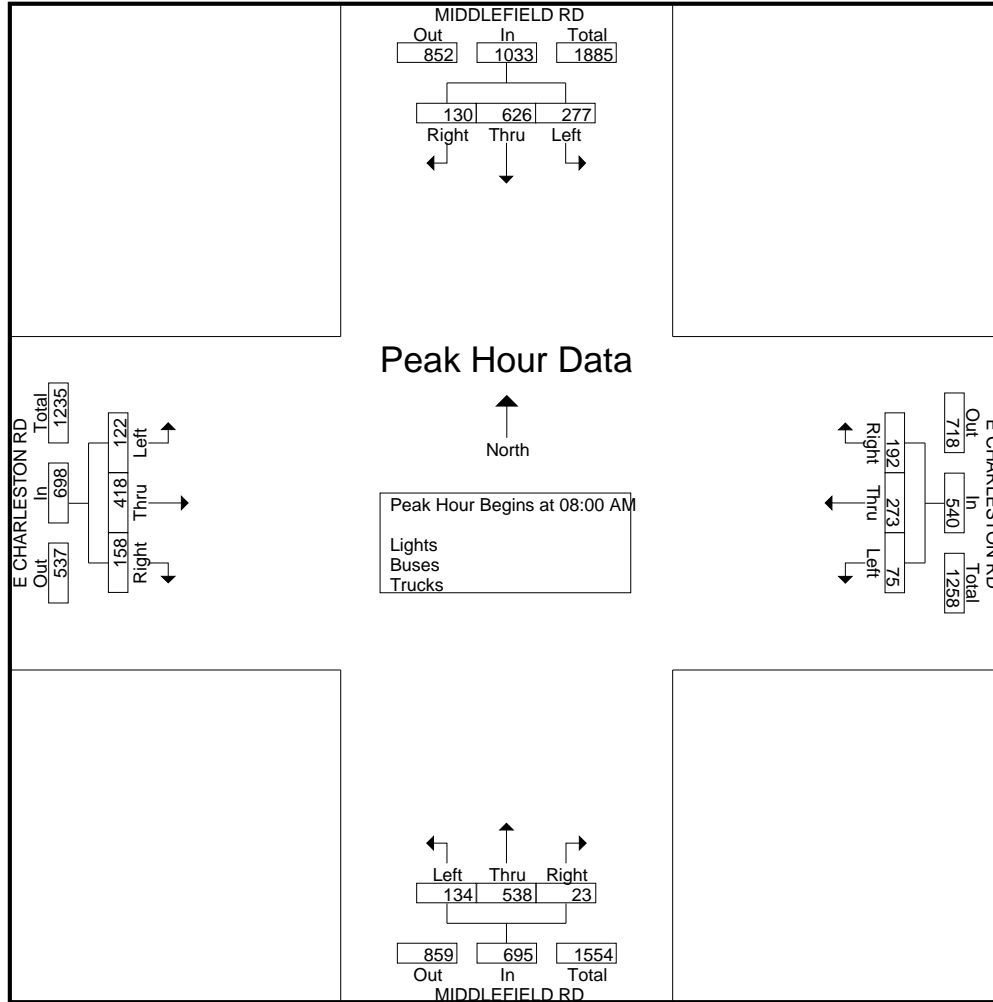 MIDDLEFIELD RD
Out In Total
852 1033 1885
130 626 277
Right Thru Left
Peak Hour Data
North
Peak Hour Begins at 08:00 AM
Lights
Buses
Trucks
E CHARLESTON RD
Total In Out
1235 698 537
122 418 158
Left Thru Right
E CHARLESTON RD
Out In Total
718 540 1258
192 273 75
Right Thru Left
Left Thru Right
134 538 23
859 695 1554
Out In Total
MIDDLEFIELD RD